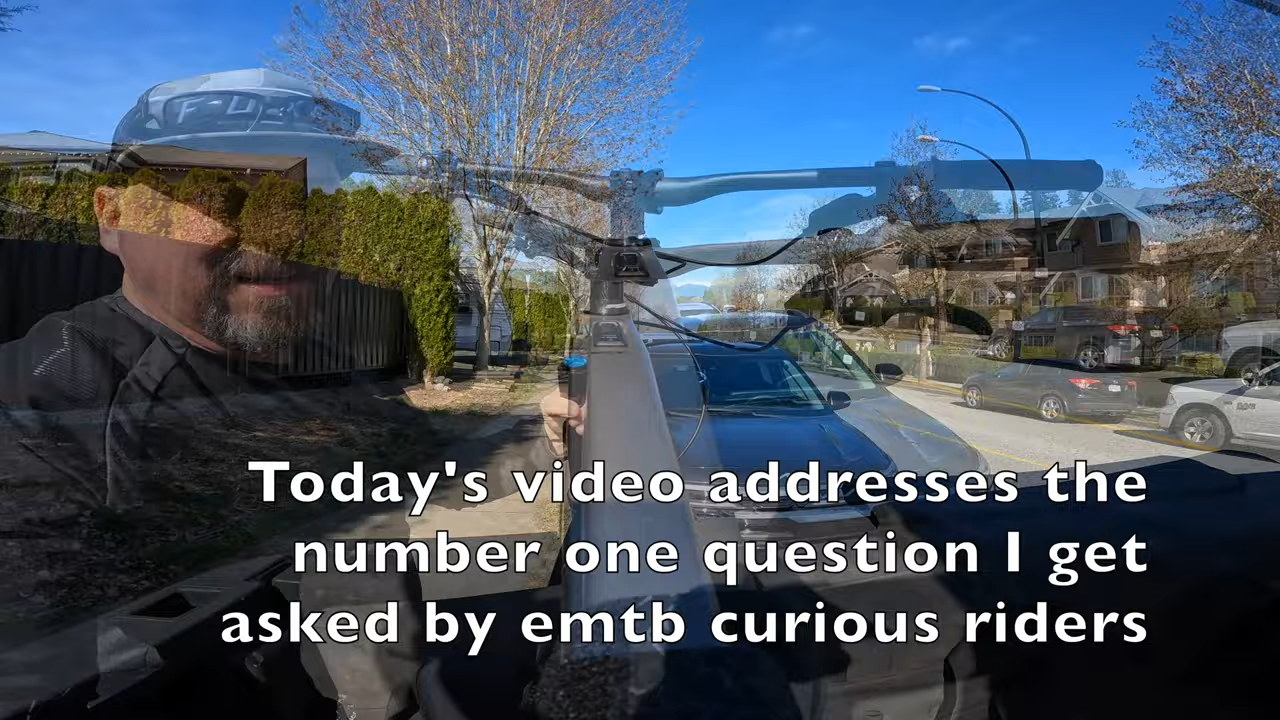 Today's video addresses the
number one question I get
asked by emtb curious riders